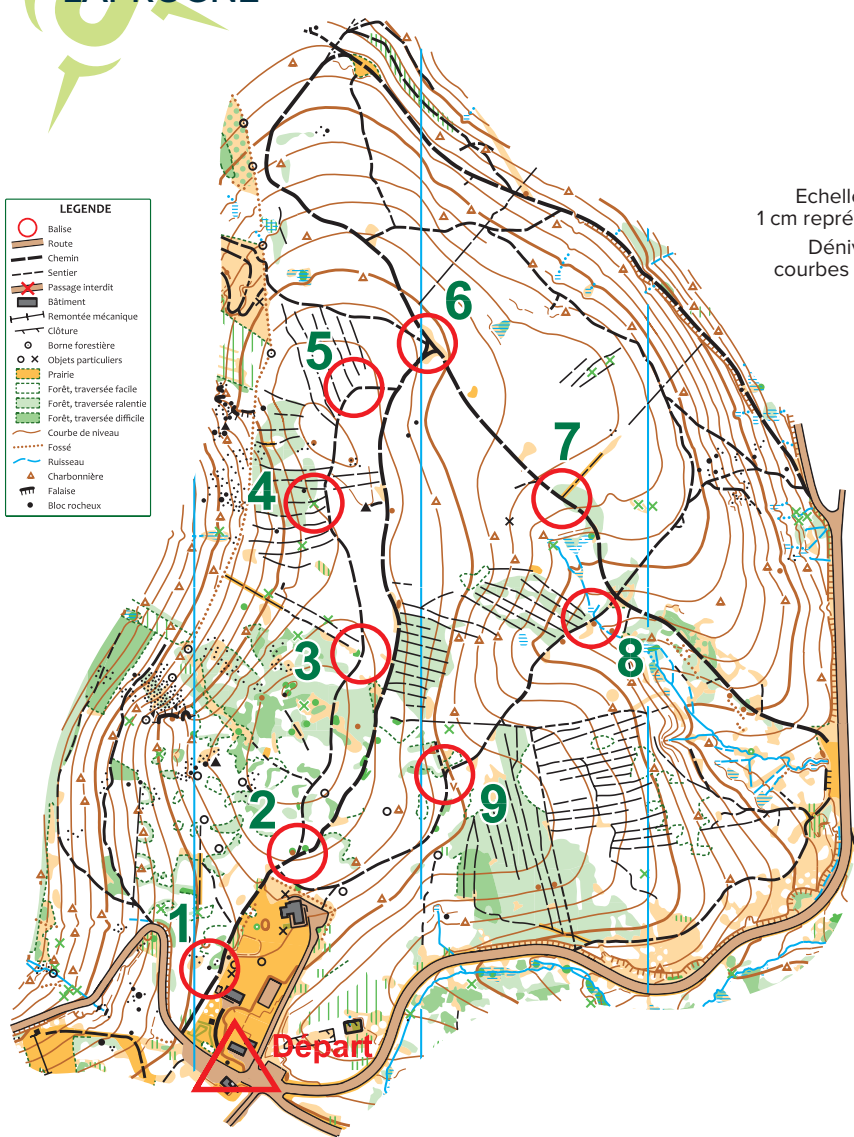 LEGENDE
Balise
Route
Chemin
Sentier
Passage interdit
Bâtiment
Remontée mécanique
Clôture
Borne forestière
Objets particuliers
Prairie
Forêt, traversée facile
Forêt, traversée ralentie
Forêt, traversée difficile
Courbe de niveau
Fossé
Ruisseau
Charbonnière
Falaise
Bloc rocheux
Echelle
1 cm repré
Déniv
courbes
6
5
7
4
3
8
2
9
1
Départ